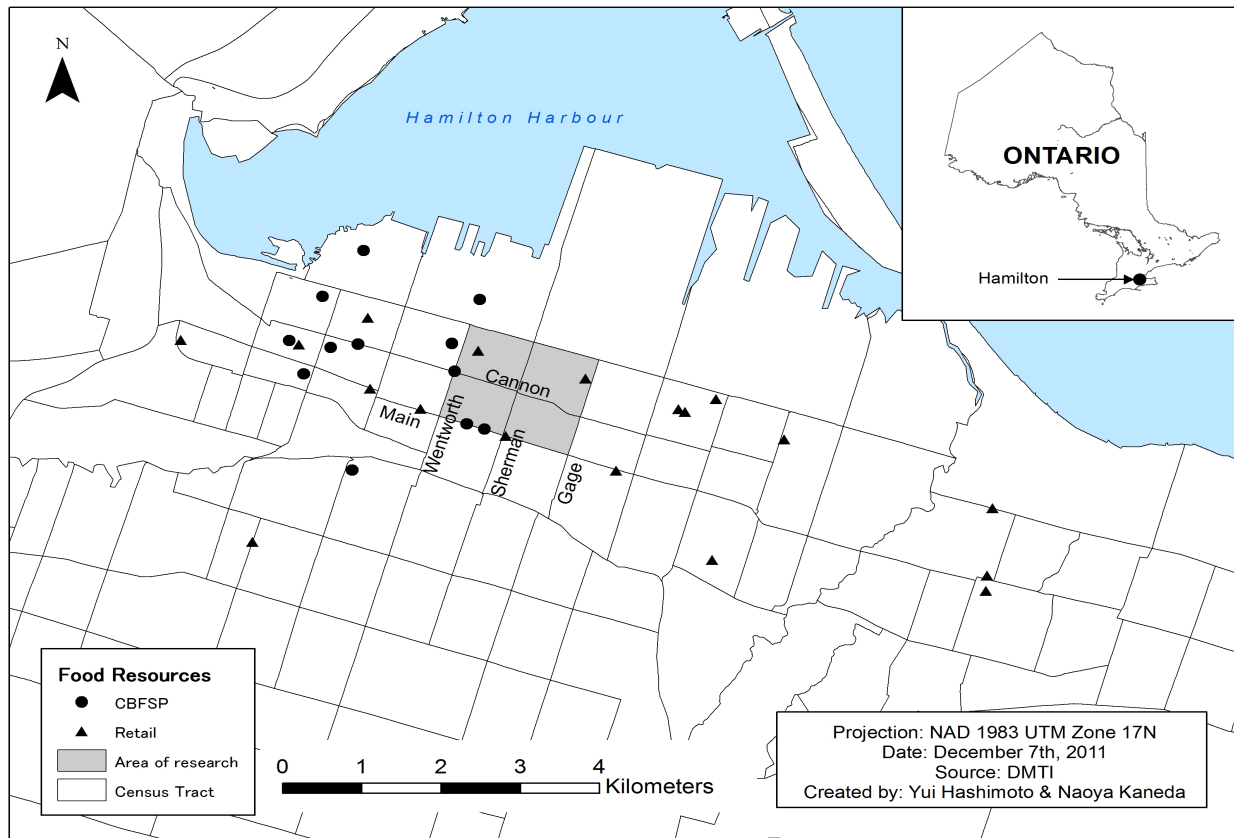 N
Hamilton Harbour
ONTARIO
Hamilton
Cannon
Main
Wentworth
Sherman
Gage
Food Resources
CBFSP
Retail
Area of research
Census Tract
0 1 2 3 4
Kilometers
Projection: NAD 1983 UTM Zone 17N
Date: December 7th, 2011
Source: DMTI
Created by: Yui Hashimoto & Naoya Kaneda